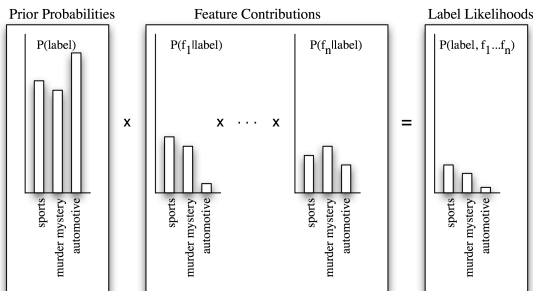 Prior Probabilities
Feature Contributions
Label Likelihoods
P(label)
P(f1|label)
P(fn|label)
P(label, f1...fn)
x
x
· · ·
x
=
sports
murder mystery
automotive
sports
murder mystery
automotive
sports
murder mystery
automotive
sports
murder mystery
automotive